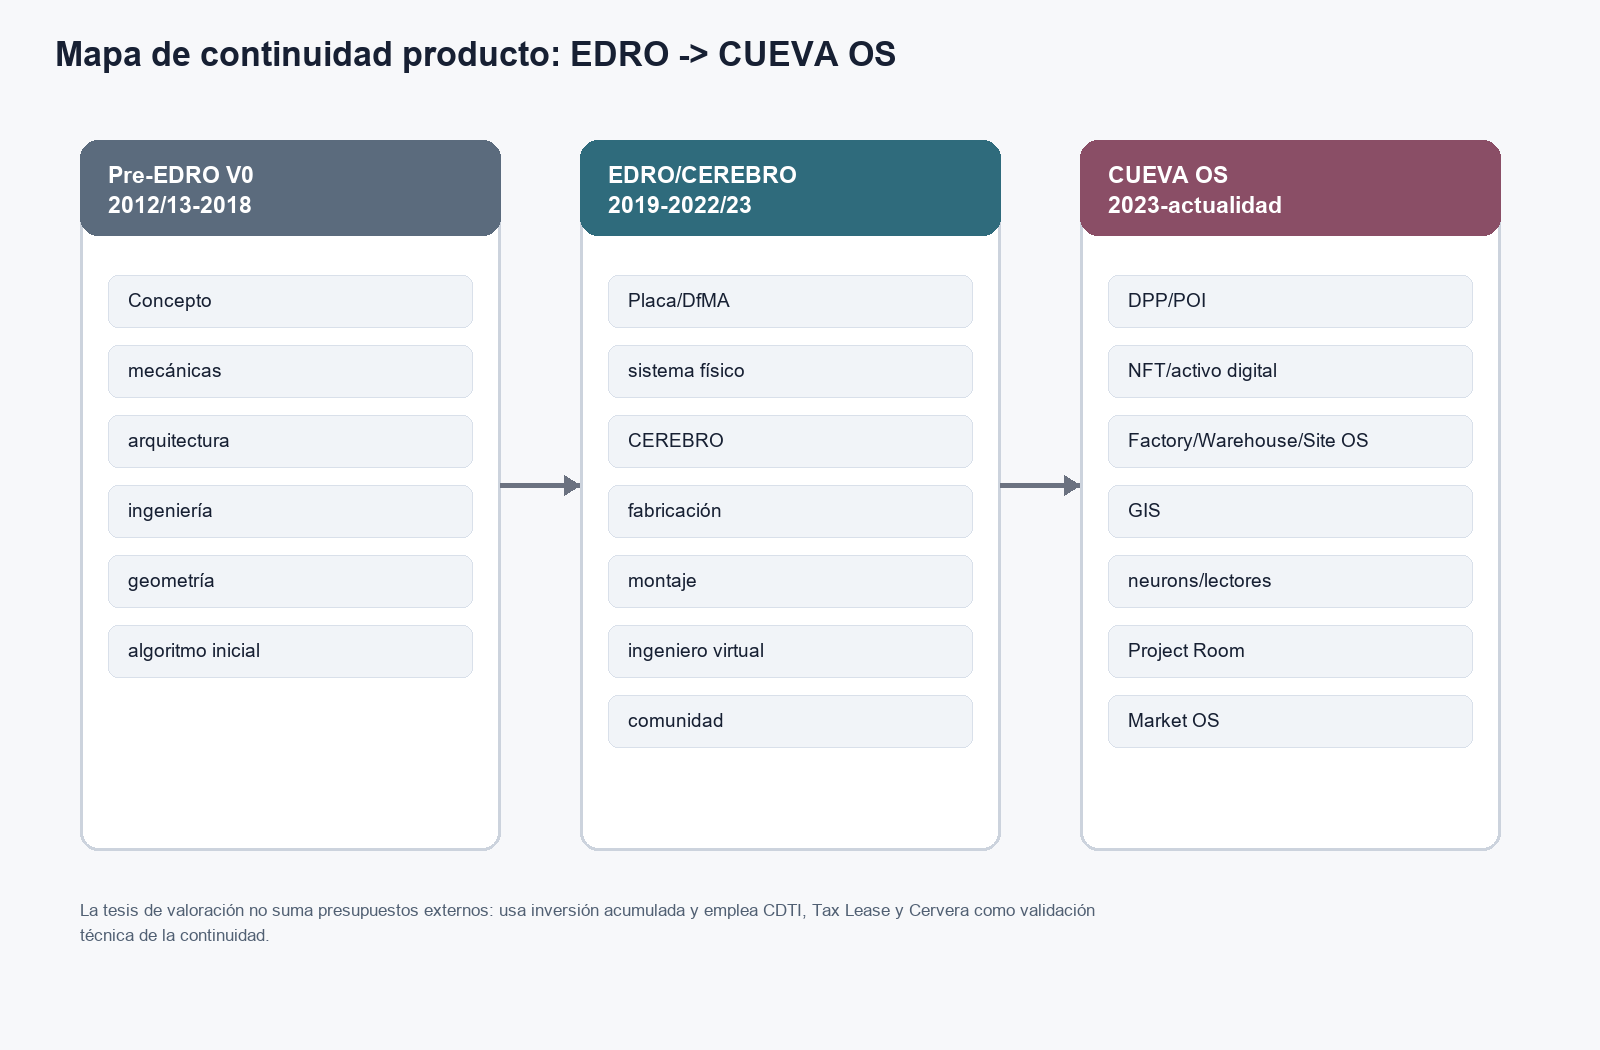 Mapa de continuidad producto: EDRO -> CUEVA OS
Pre-EDRO V0
2012/13-2018
Concepto
mecánicas
arquitectura
ingeniería
geometría
algoritmo inicial
EDRO/CEREBRO
2019-2022/23
Placa/DfMA
sistema físico
CEREBRO
fabricación
montaje
ingeniero virtual
comunidad
CUEVA OS
2023-actualidad
DPP/POI
NFT/activo digital
Factory/Warehouse/Site OS
GIS
neurons/lectores
Project Room
Market OS
La tesis de valoración no suma presupuestos externos: usa inversión acumulada y emplea CDTI, Tax Lease y Cervera como validación
técnica de la continuidad.